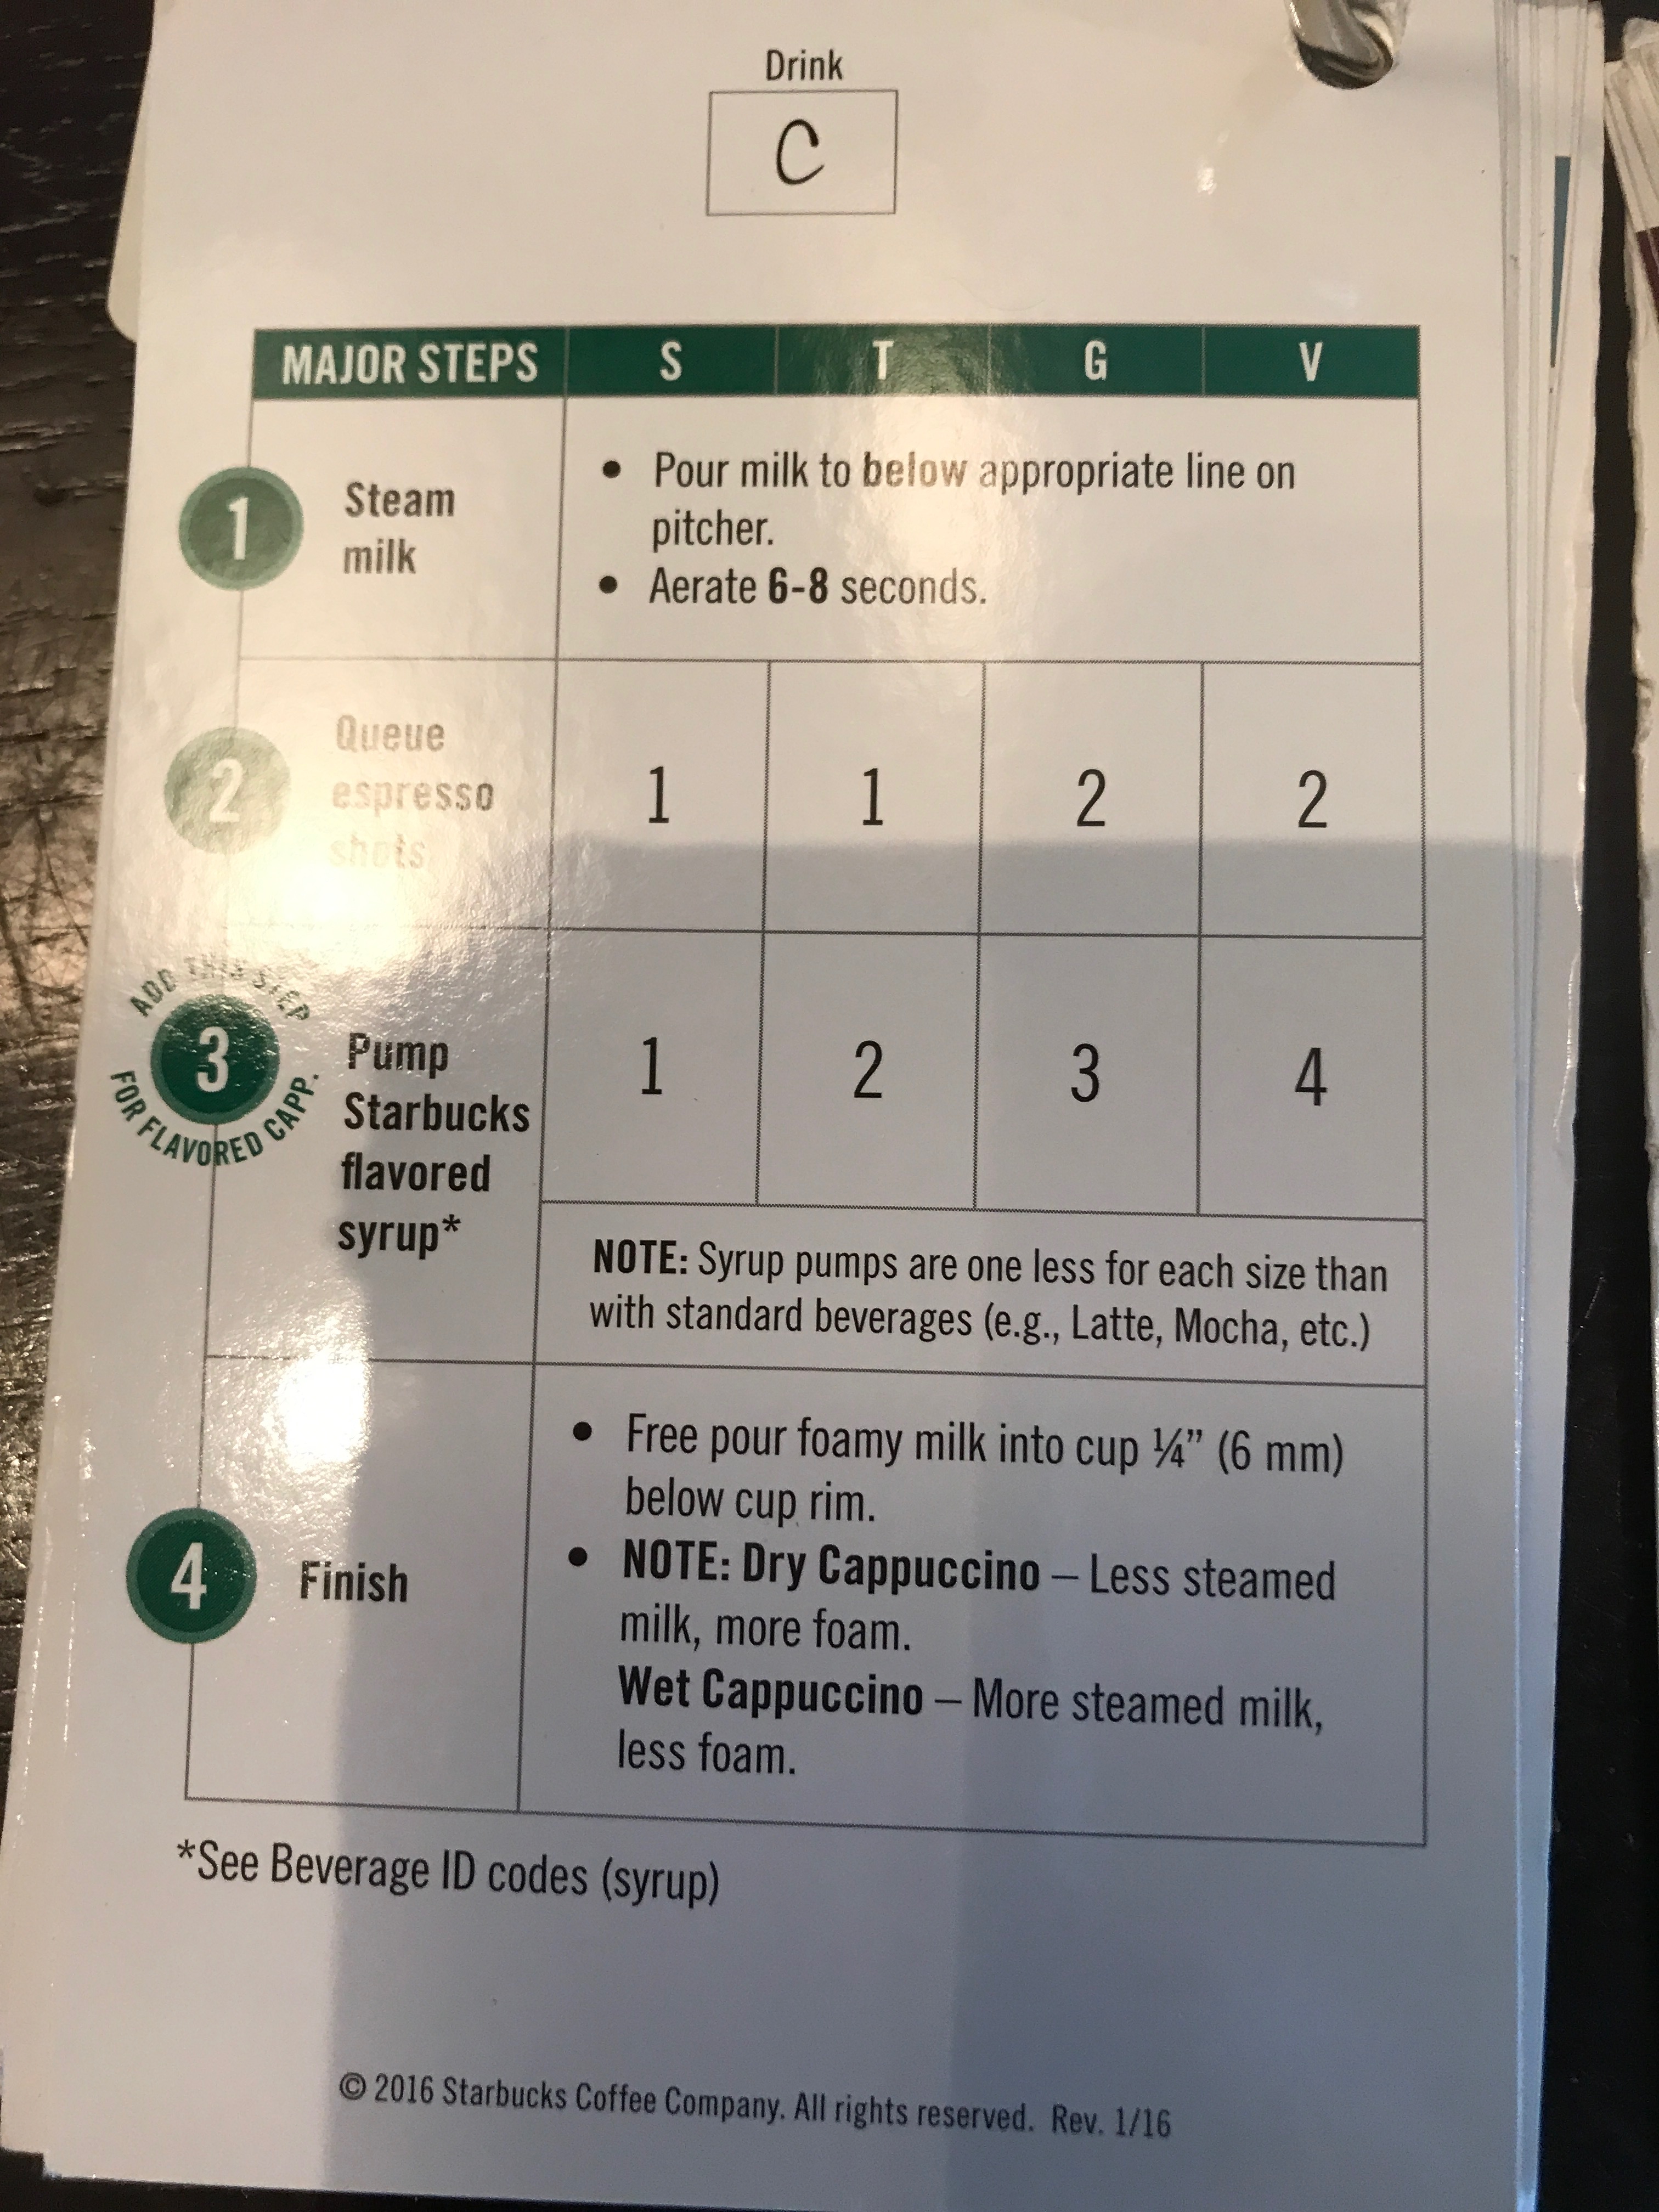 Drink
C
MAJOR STEPS S T G V
1 Steam
milk
• Pour milk to below appropriate line on
pitcher.
• Aerate 6-8 seconds.
2 Queue
espresso
shots
1 1 2 2
ADD THIS STEP
3
FOR FLAVORED CAPP.
Pump
Starbucks
flavored
syrup*
1 2 3 4
NOTE: Syrup pumps are one less for each size than
with standard beverages (e.g., Latte, Mocha, etc.)
4 Finish
• Free pour foamy milk into cup ¼” (6 mm)
below cup rim.
• NOTE: Dry Cappuccino – Less steamed
milk, more foam.
Wet Cappuccino – More steamed milk,
less foam.
*See Beverage ID codes (syrup)
© 2016 Starbucks Coffee Company. All rights reserved. Rev. 1/16